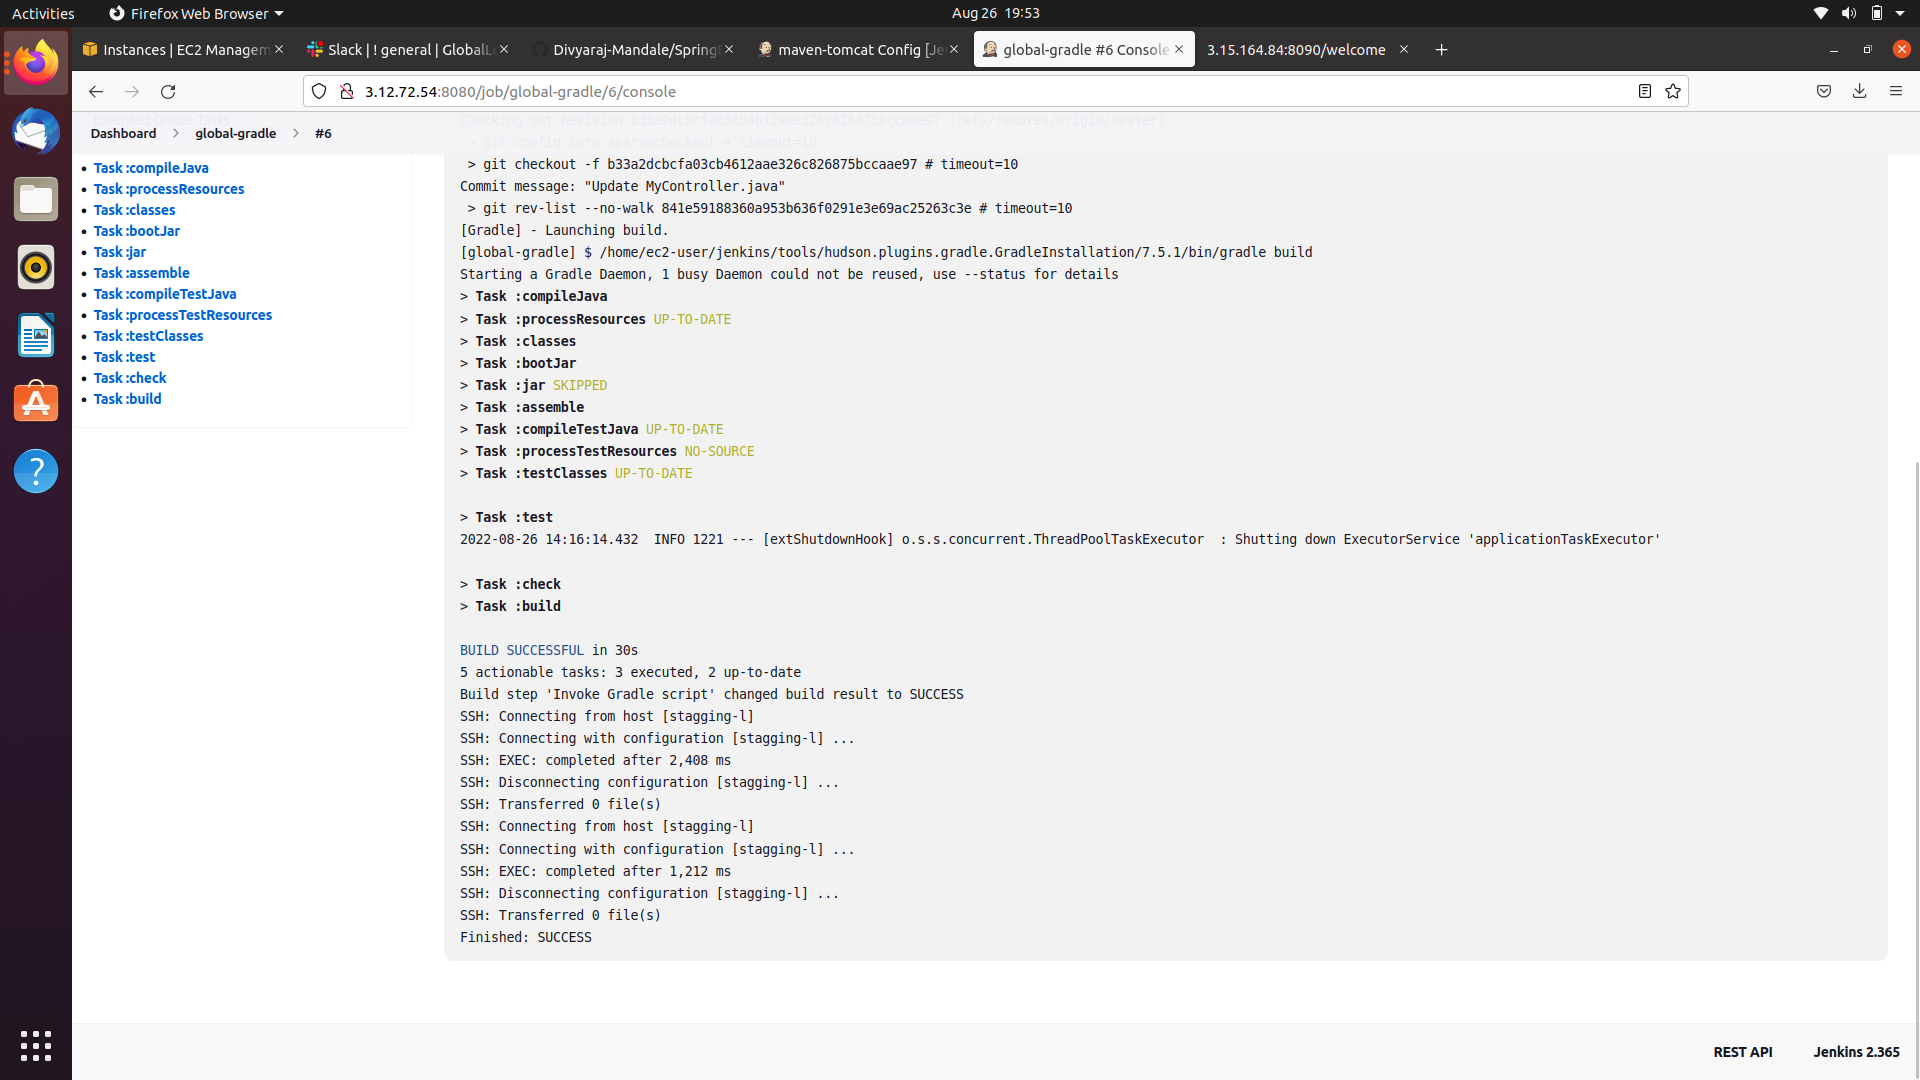 Activities
Firefox Web Browser
Aug 26 19:53
Instances | EC2 Managem
Slack | ! general | GlobalL
Divyaraj-Mandale/Spring
maven-tomcat Config [Je
global-gradle #6 Console
3.15.164.84:8090/welcome
3.12.72.54:8080/job/global-gradle/6/console
Executed Gradle Tasks
Dashboard > global-gradle > #6
Task :compileJava
Task :processResources
Task :classes
Task :bootJar
Task :jar
Task :assemble
Task :compileTestJava
Task :processTestResources
Task :testClasses
Task :test
Task :check
Task :build
Checking out Revision b33a2dcbcfa03cb4612aae326c826875bccaae97 (refs/remotes/origin/master)
> git config core.sparsecheckout # timeout=10
> git checkout -f b33a2dcbcfa03cb4612aae326c826875bccaae97 # timeout=10
Commit message: "Update MyController.java"
> git rev-list --no-walk 841e59188360a953b636f0291e3e69ac25263c3e # timeout=10
[Gradle] - Launching build.
[global-gradle] $ /home/ec2-user/jenkins/tools/hudson.plugins.gradle.GradleInstallation/7.5.1/bin/gradle build
Starting a Gradle Daemon, 1 busy Daemon could not be reused, use --status for details
> Task :compileJava
> Task :processResources UP-TO-DATE
> Task :classes
> Task :bootJar
> Task :jar SKIPPED
> Task :assemble
> Task :compileTestJava UP-TO-DATE
> Task :processTestResources NO-SOURCE
> Task :testClasses UP-TO-DATE
> Task :test
2022-08-26 14:16:14.432  INFO 1221 --- [extShutdownHook] o.s.s.concurrent.ThreadPoolTaskExecutor  : Shutting down ExecutorService 'applicationTaskExecutor'
> Task :check
> Task :build
BUILD SUCCESSFUL in 30s
5 actionable tasks: 3 executed, 2 up-to-date
Build step 'Invoke Gradle script' changed build result to SUCCESS
SSH: Connecting from host [stagging-l]
SSH: Connecting with configuration [stagging-l] ...
SSH: EXEC: completed after 2,408 ms
SSH: Disconnecting configuration [stagging-l] ...
SSH: Transferred 0 file(s)
SSH: Connecting from host [stagging-l]
SSH: Connecting with configuration [stagging-l] ...
SSH: EXEC: completed after 1,212 ms
SSH: Disconnecting configuration [stagging-l] ...
SSH: Transferred 0 file(s)
Finished: SUCCESS
REST API
Jenkins 2.365